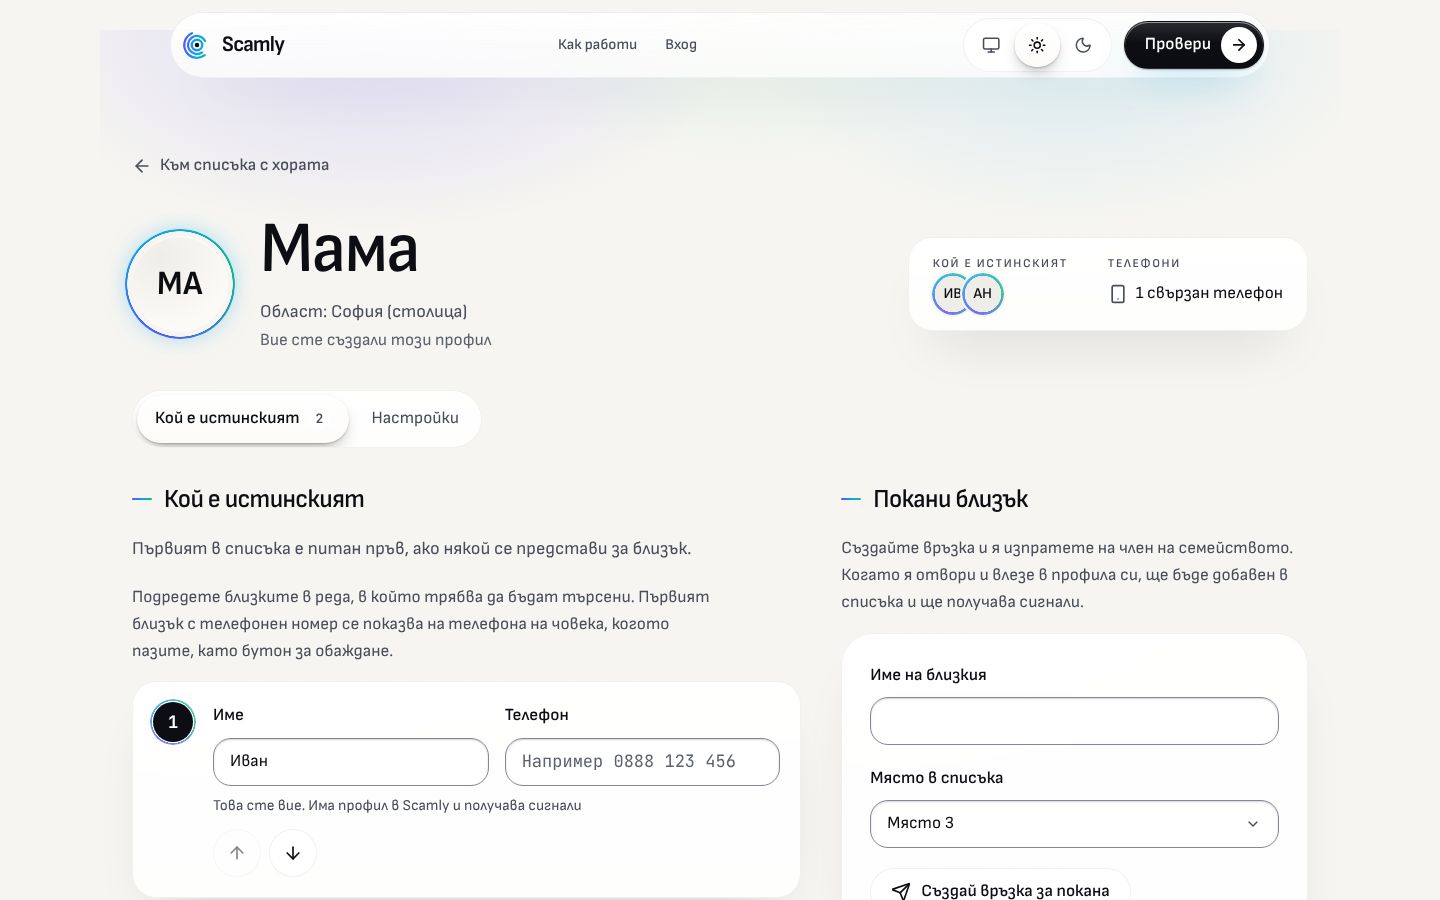 Scamly
Как работи
Вход
Провери
Към списъка с хората
МА
Мама
Област: София (столица)
Вие сте създали този профил
КОЙ Е ИСТИНСКИЯТ
ИВ
АН
ТЕЛЕФОНИ
1 свързан телефон
Кой е истинският 2
Настройки
Кой е истинският
Първият в списъка е питан пръв, ако някой се представи за близък.
Подредете близките в реда, в който трябва да бъдат търсени. Първият
близък с телефонен номер се показва на телефона на човека, когото
пазите, като бутон за обаждане.
1
Име
Иван
Телефон
Например 0888 123 456
Това сте вие. Има профил в Scamly и получава сигнали
Покани близък
Създайте връзка и я изпратете на член на семейството.
Когато я отвори и влезе в профила си, ще бъде добавен в
списъка и ще получава сигнали.
Име на близкия
Място в списъка
Място 3
Създай връзка за покана